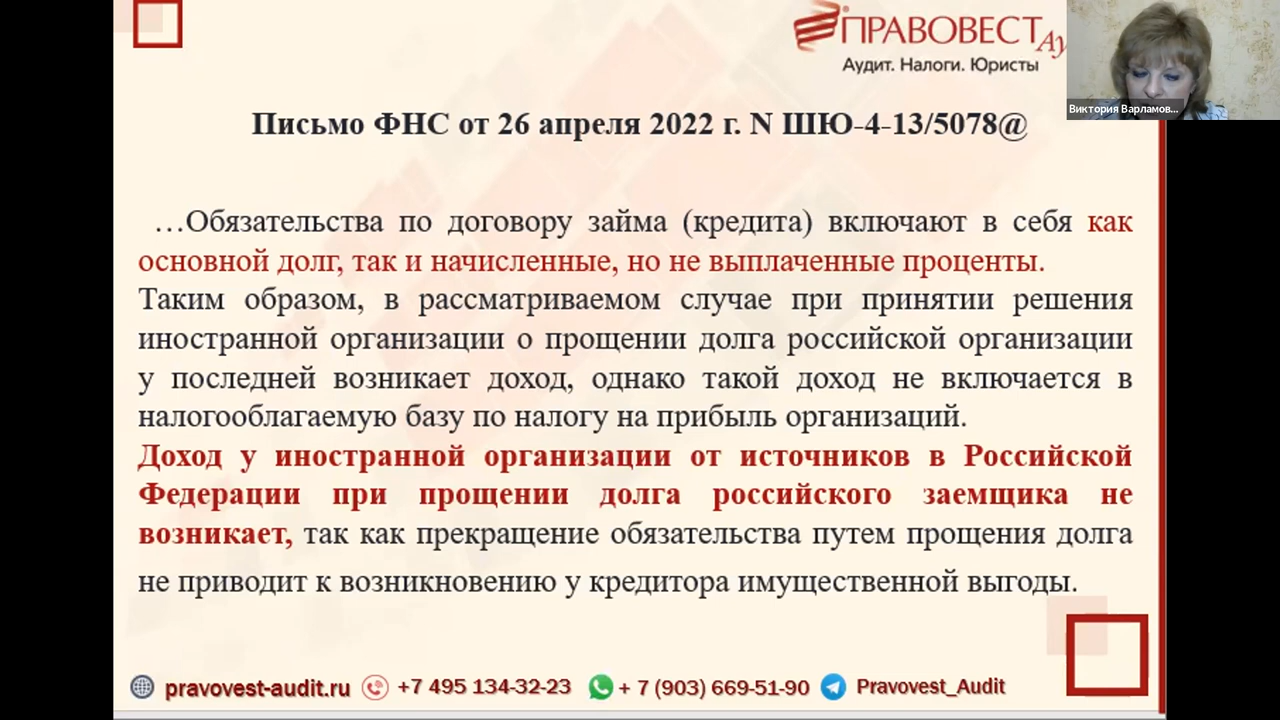 ПРАВОВЕСТ
Аудит. Налоги. Юристы
Виктория Варламов...
Письмо ФНС от 26 апреля 2022 г. N ШЮ-4-13/5078@
…Обязательства по договору займа (кредита) включают в себя как
основной долг, так и начисленные, но не выплаченные проценты.
Таким образом, в рассматриваемом случае при принятии решения
иностранной организации о прощении долга российской организации
у последней возникает доход, однако такой доход не включается в
налогооблагаемую базу по налогу на прибыль организаций.
Доход у иностранной организации от источников в Российской
Федерации при прощении долга российского заемщика не
возникает, так как прекращение обязательства путем прощения долга
не приводит к возникновению у кредитора имущественной выгоды.
pravovest-audit.ru +7 495 134-32-23 + 7 (903) 669-51-90 Pravovest_Audit